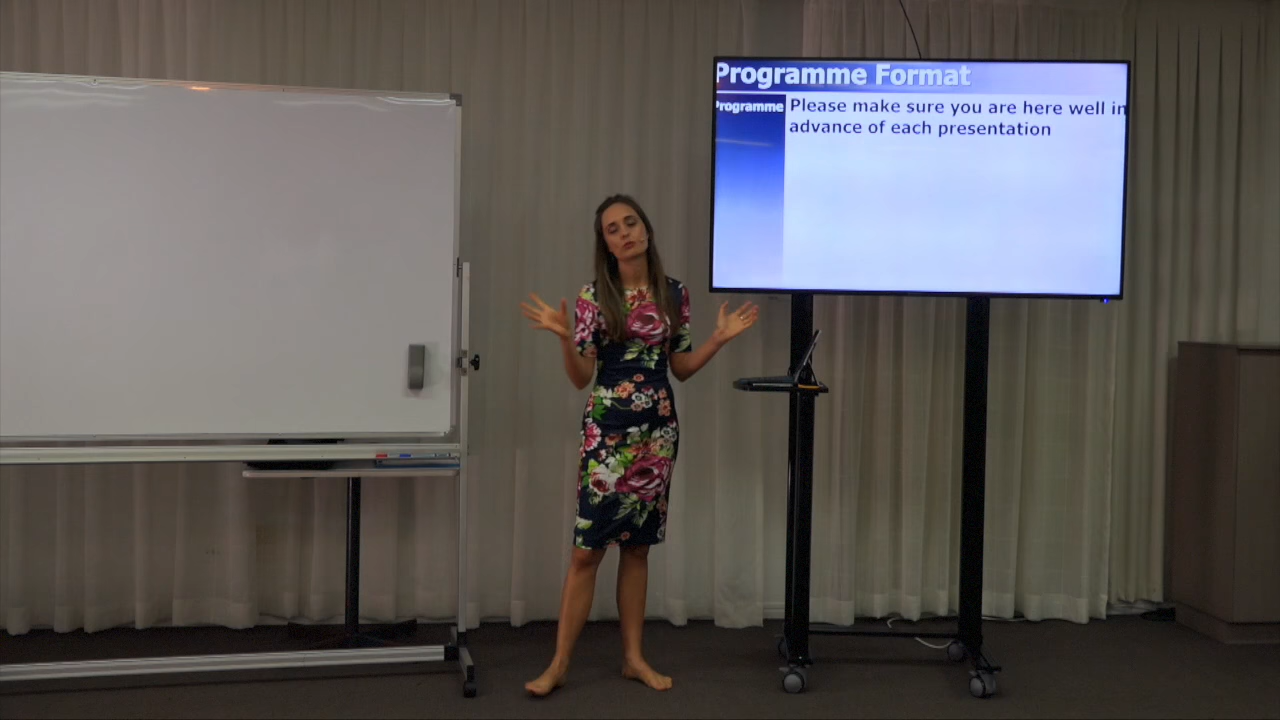 Programme Format
Programme
Please make sure you are here well in
advance of each presentation